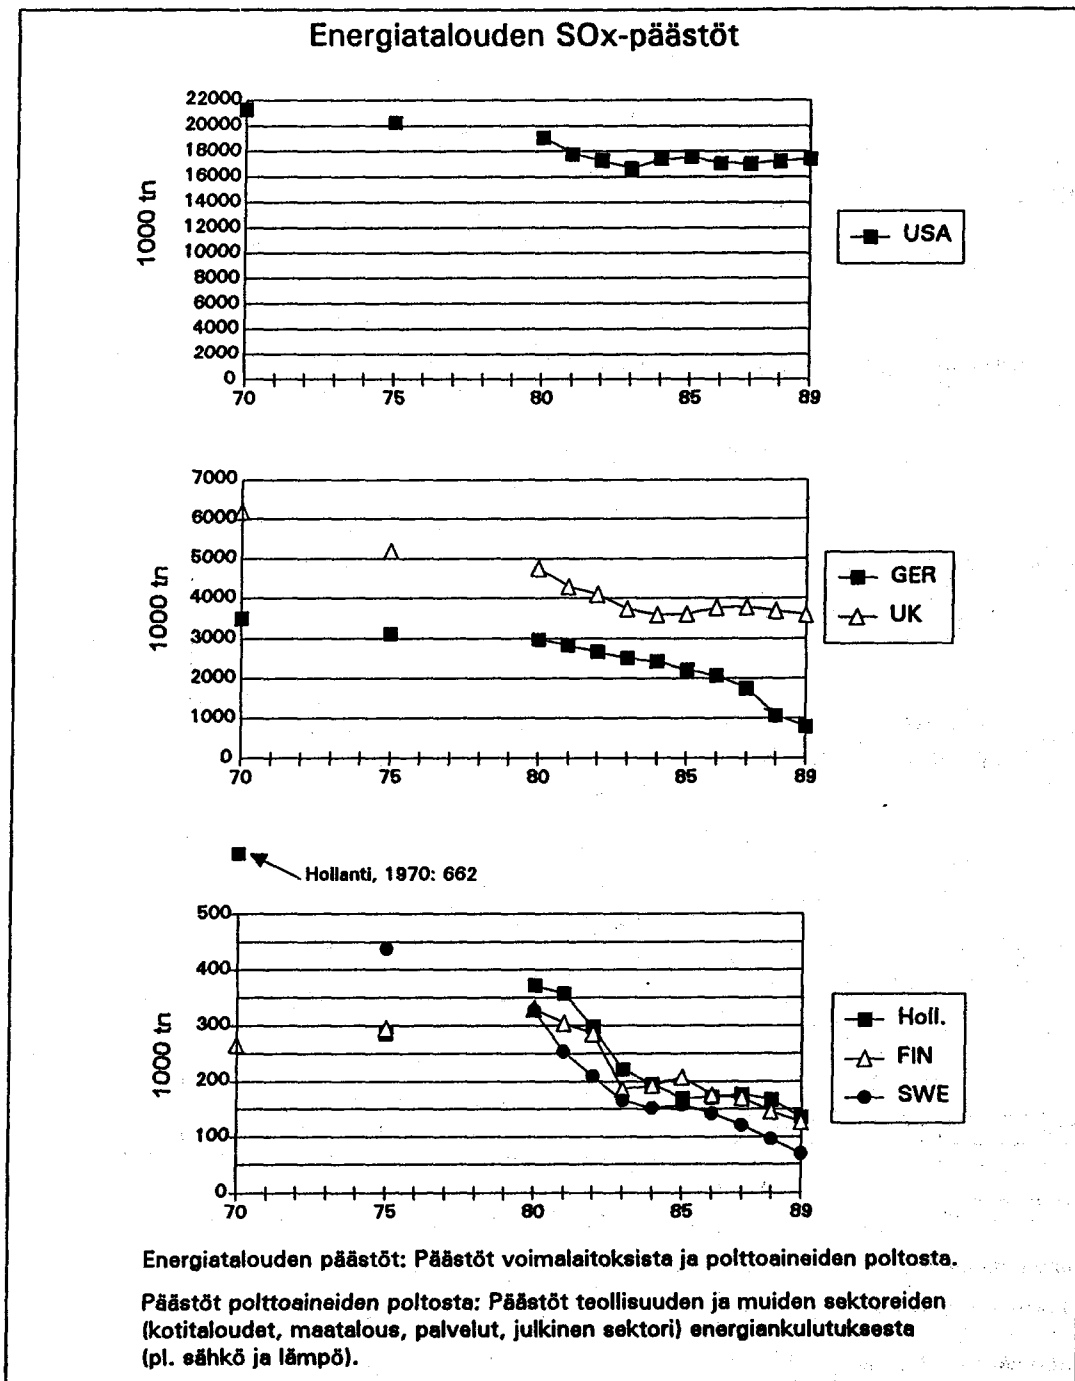 Energiatalouden SOx-päästöt
22000
20000
18000
16000
14000
12000
10000
8000
6000
4000
2000
0
1000 tn
70
75
80
85
89
USA
7000
6000
5000
4000
3000
2000
1000
0
1000 tn
70
75
80
85
89
GER
UK
Hollanti, 1970: 662
500
400
300
200
100
0
1000 tn
70
75
80
85
89
Holl.
FIN
SWE
Energiatalouden päästöt: Päästöt voimalaitoksista ja polttoaineiden poltosta.
Päästöt polttoaineiden poltosta: Päästöt teollisuuden ja muiden sektoreiden
(kotitaloudet, maatalous, palvelut, julkinen sektori) energiankulutuksesta
(pl. sähkö ja lämpö).